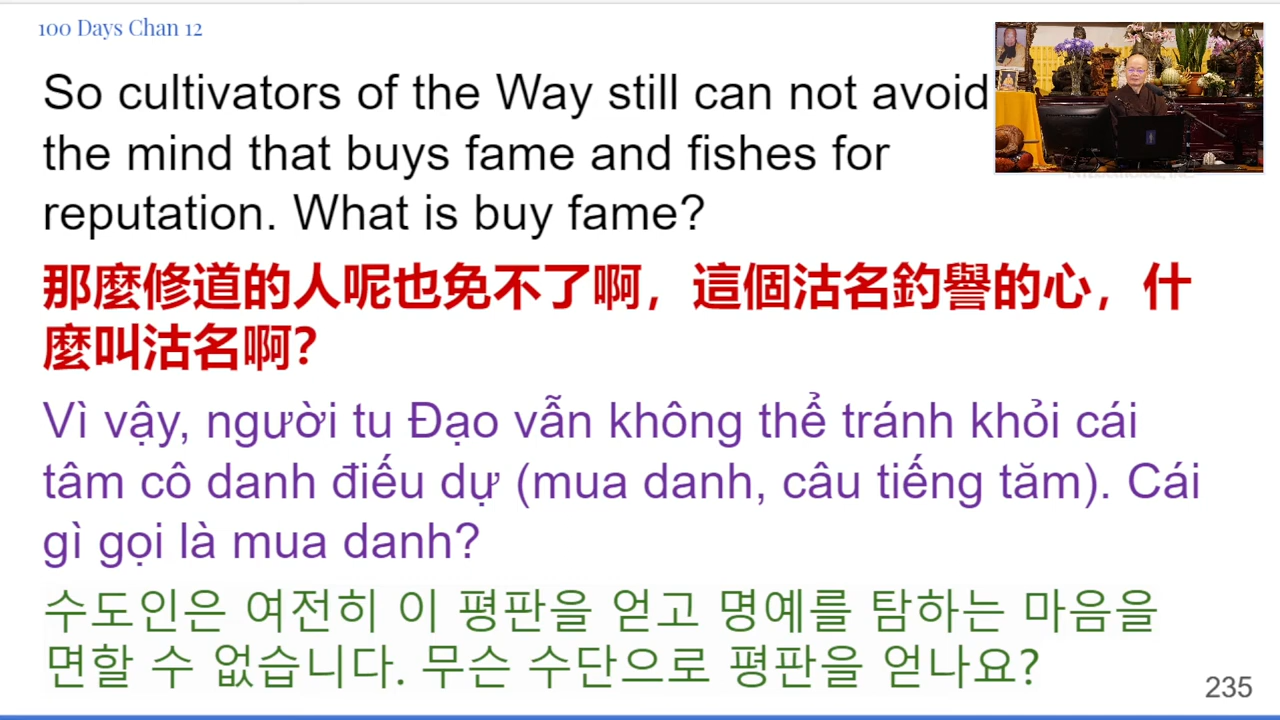 100 Days Chan 12
So cultivators of the Way still can not avoid
the mind that buys fame and fishes for
reputation. What is buy fame?
那麼修道的人呢也免不了啊，這個沽名釣譽的心，什
麼叫沽名啊?
Vì vậy, người tu Đạo vẫn không thể tránh khỏi cái
tâm cô danh điếu dự (mua danh, câu tiếng tăm). Cái
gì gọi là mua danh?
수도인은 여전히 이 평판을 얻고 명예를 탐하는 마음을
면할 수 없습니다. 무슨 수단으로 평판을 얻나요?
235